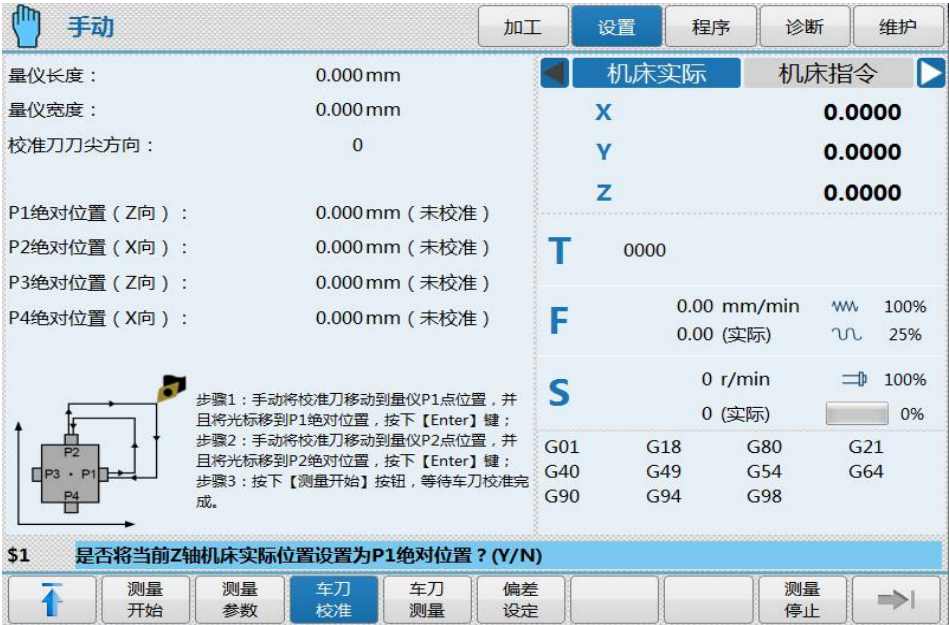 手动
加工
设置
程序
诊断
维护
量仪长度：
0.000 mm
量仪宽度：
0.000 mm
校准刀刀尖方向：
0
P1绝对位置（Z向）：
0.000 mm（未校准）
P2绝对位置（X向）：
0.000 mm（未校准）
P3绝对位置（Z向）：
0.000 mm（未校准）
P4绝对位置（X向）：
0.000 mm（未校准）
P2
P3 · P1
P4
步骤1：手动将校准刀移动到量仪P1点位置，并
且将光标移到P1绝对位置，按下【Enter】键；
步骤2：手动将校准刀移动到量仪P2点位置，并
且将光标移到P2绝对位置，按下【Enter】键；
步骤3：按下【测量开始】按钮，等待车刀校准完
成。
机床实际
机床指令
X
0.0000
Y
0.0000
Z
0.0000
T
0000
F
0.00 mm/min
100%
0.00 (实际)
25%
S
0 r/min
100%
0 (实际)
0%
G01 G18 G80 G21
G40 G49 G54 G64
G90 G94 G98
$1
是否将当前Z轴机床实际位置设置为P1绝对位置？(Y/N)
测量
开始
测量
参数
车刀
校准
车刀
测量
偏差
设定
测量
停止